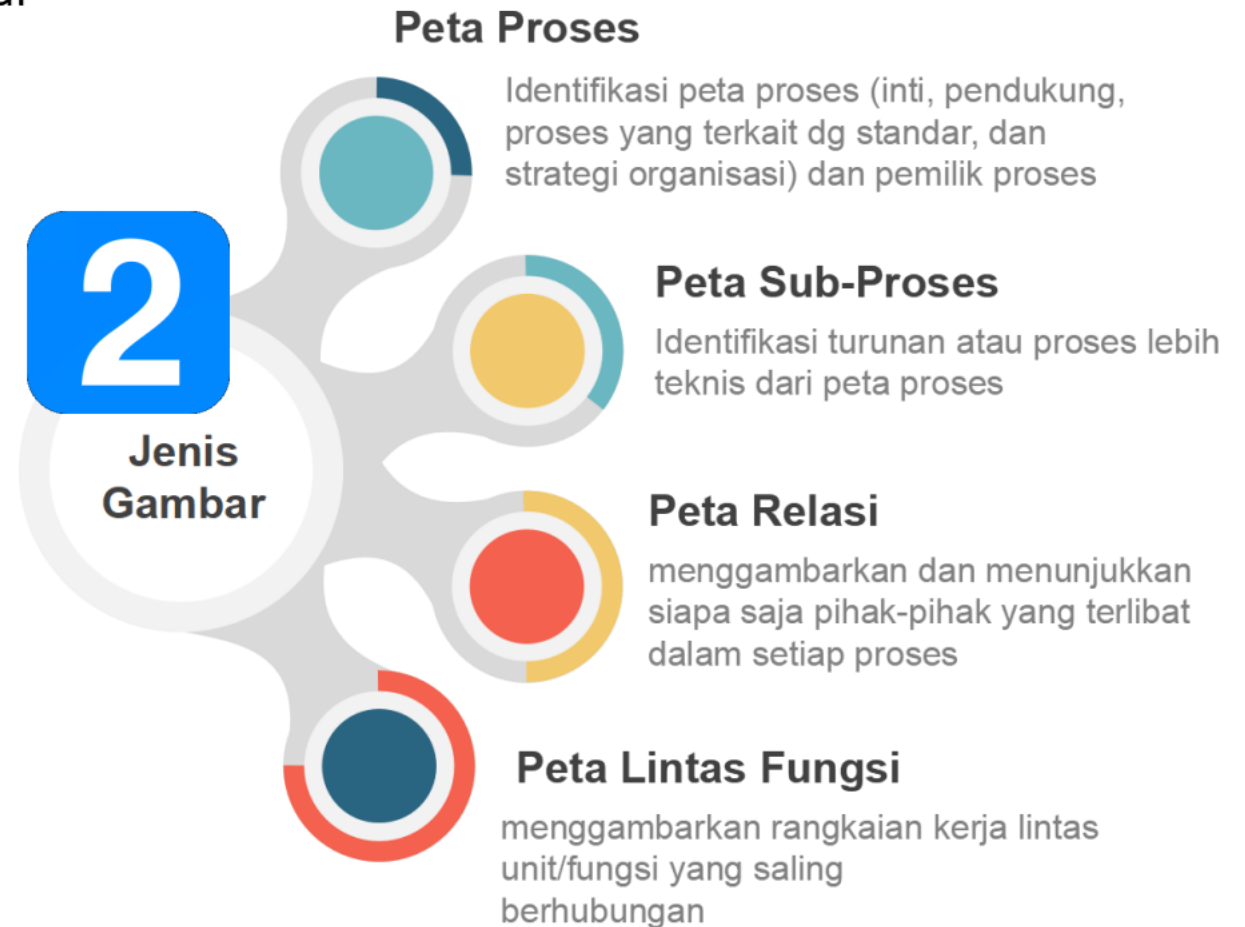 Peta Proses
Identifikasi peta proses (inti, pendukung,
proses yang terkait dg standar, dan
strategi organisasi) dan pemilik proses
2
Jenis
Gambar
Peta Sub-Proses
Identifikasi turunan atau proses lebih
teknis dari peta proses
Peta Relasi
menggambarkan dan menunjukkan
siapa saja pihak-pihak yang terlibat
dalam setiap proses
Peta Lintas Fungsi
menggambarkan rangkaian kerja lintas
unit/fungsi yang saling
berhubungan